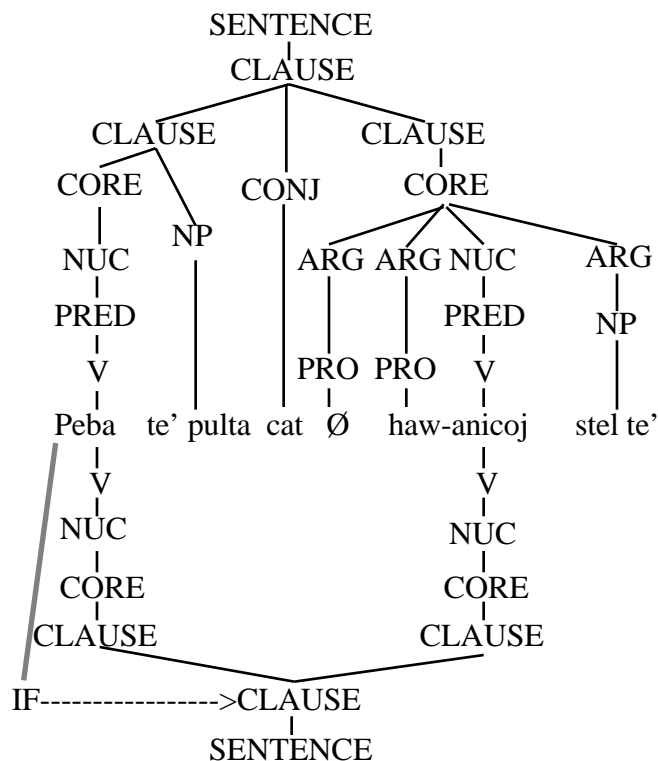 SENTENCE
CLAUSE
CLAUSE CLAUSE
CORE CONJ CORE
NP
NUC ARG ARG NUC ARG
PRED PRED NP
V PRO PRO V
Peba te’ pulta cat Ø haw-anicoj stel te’
V V
NUC NUC
CORE CORE
CLAUSE CLAUSE
IF----------------->CLAUSE
SENTENCE